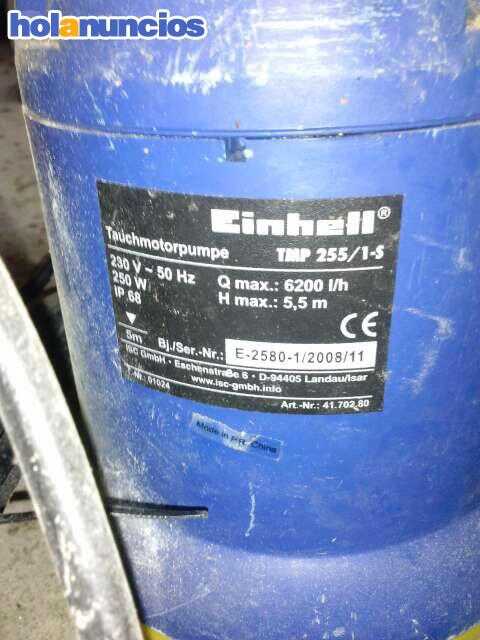 holanuncios
Einhell®
Tauchmotorpumpe TMP 255/1-S
230 V ~ 50 Hz Q max.: 6200 l/h
250 W H max.: 5,5 m
IP 68
CE
5m Bj./Ser.-Nr.: E-2580-1/2008/11
ISC GmbH · Eschenstraße 6 · D-94405 Landau/Isar
I.-Nr.: 01024 www.isc-gmbh.info
Art.-Nr.: 41.702.80
Made in P.R. China